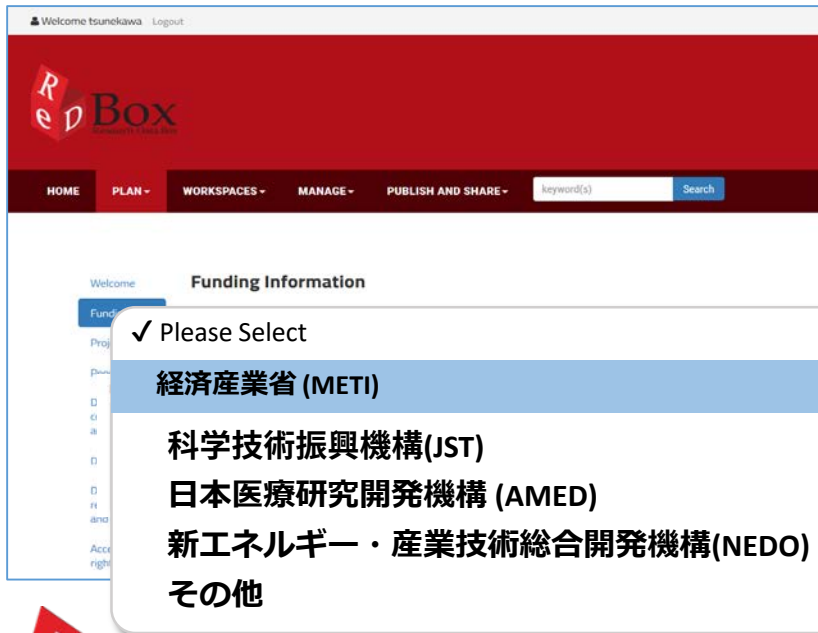 Welcome tsunekawa Logout
ReD Box
HOME PLAN WORKSPACES MANAGE PUBLISH AND SHARE keyword(s) Search
Welcome
Funding Information
✓ Please Select
経済産業省 (METI)
科学技術振興機構(JST)
日本医療研究開発機構 (AMED)
新エネルギー・産業技術総合開発機構(NEDO)
その他